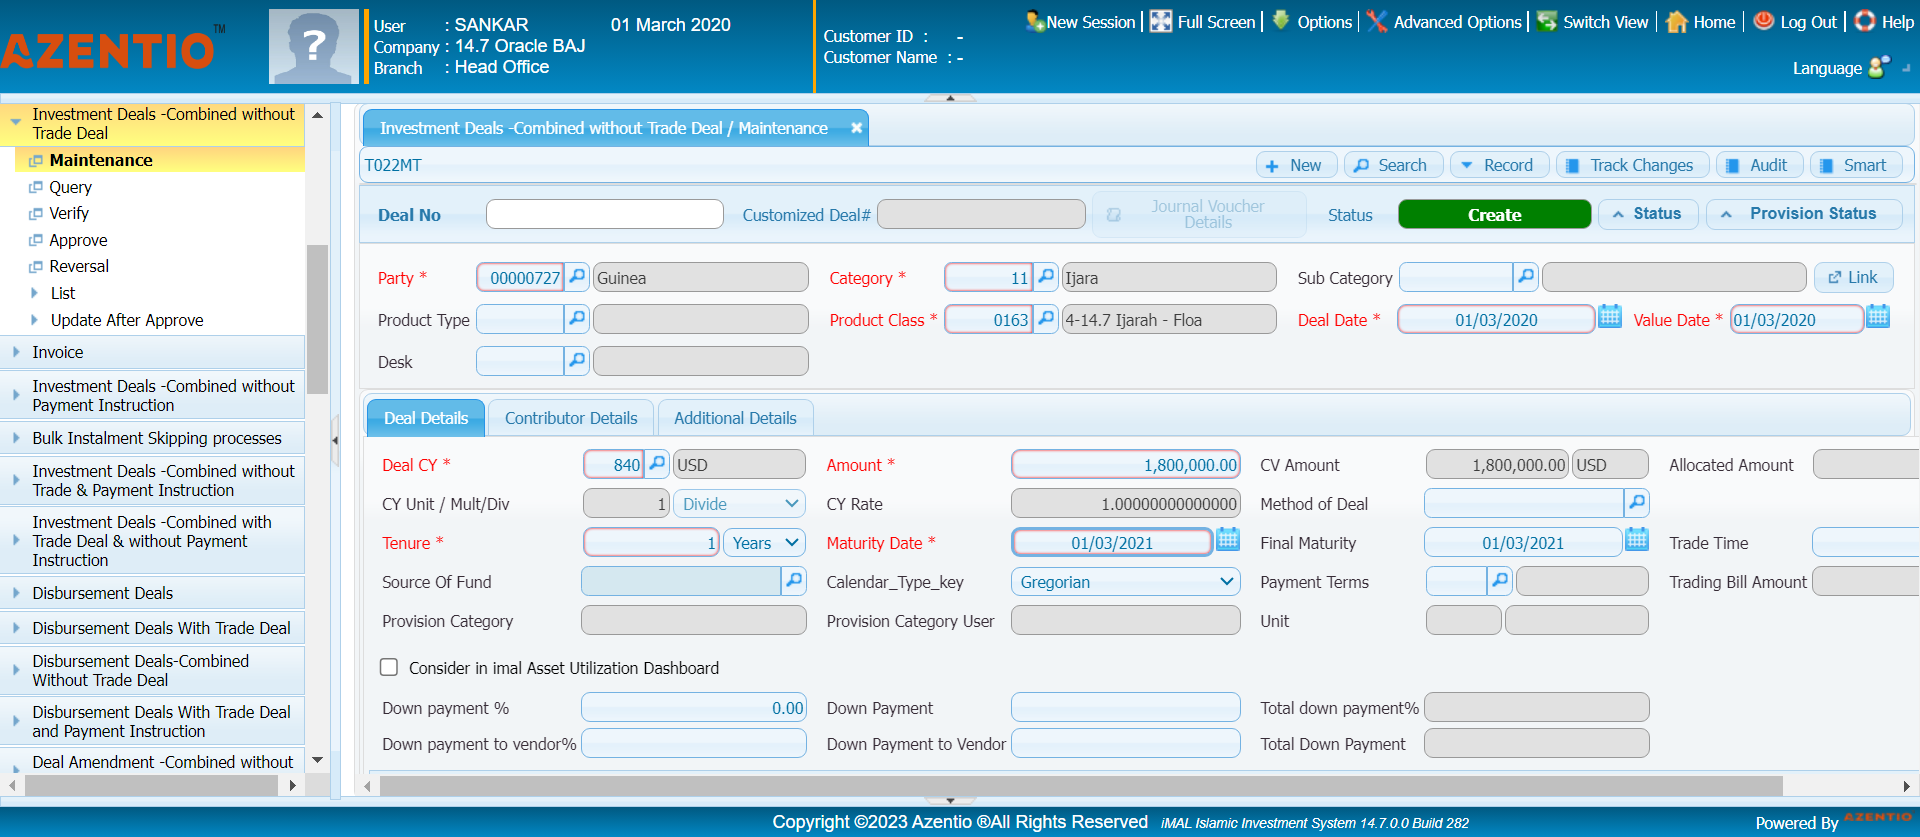 AZENTIO TM
?
User : SANKAR
Company : 14.7 Oracle BAJ
Branch : Head Office
01 March 2020
Customer ID : -
Customer Name : -
New Session
Full Screen
Options
Advanced Options
Switch View
Home
Log Out
Help
Language
Investment Deals -Combined without
Trade Deal
Maintenance
Query
Verify
Approve
Reversal
List
Update After Approve
Invoice
Investment Deals -Combined without
Payment Instruction
Bulk Instalment Skipping processes
Investment Deals -Combined without
Trade & Payment Instruction
Investment Deals -Combined with
Trade Deal & without Payment
Instruction
Disbursement Deals
Disbursement Deals With Trade Deal
Disbursement Deals-Combined
Without Trade Deal
Disbursement Deals With Trade Deal
and Payment Instruction
Deal Amendment -Combined without
Investment Deals -Combined without Trade Deal / Maintenance
T022MT
New
Search
Record
Track Changes
Audit
Smart
Deal No
Customized Deal#
Journal Voucher
Details
Status
Create
Status
Provision Status
Party * 00000727 Guinea
Category * 11 Ijara
Sub Category
Link
Product Type
Product Class * 0163 4-14.7 Ijarah - Floa
Deal Date * 01/03/2020
Value Date * 01/03/2020
Desk
Deal Details
Contributor Details
Additional Details
Deal CY * 840 USD
Amount * 1,800,000.00
CV Amount 1,800,000.00 USD
Allocated Amount
CY Unit / Mult/Div 1 Divide
CY Rate 1.00000000000000
Method of Deal
Tenure * 1 Years
Maturity Date * 01/03/2021
Final Maturity 01/03/2021
Trade Time
Source Of Fund
Calendar_Type_key Gregorian
Payment Terms
Trading Bill Amount
Provision Category
Provision Category User
Unit
Consider in imal Asset Utilization Dashboard
Down payment % 0.00
Down Payment
Total down payment%
Down payment to vendor%
Down Payment to Vendor
Total Down Payment
Copyright ©2023 Azentio ®All Rights Reserved iMAL Islamic Investment System 14.7.0.0 Build 282
Powered By AZENTIO